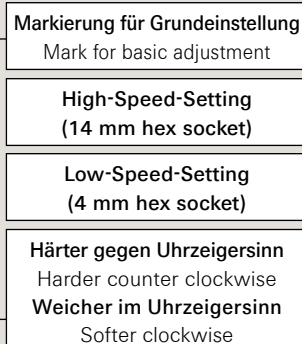 Markierung für Grundeinstellung
Mark for basic adjustment
High-Speed-Setting
(14 mm hex socket)
Low-Speed-Setting
(4 mm hex socket)
Härter gegen Uhrzeigersinn
Harder counter clockwise
Weicher im Uhrzeigersinn
Softer clockwise